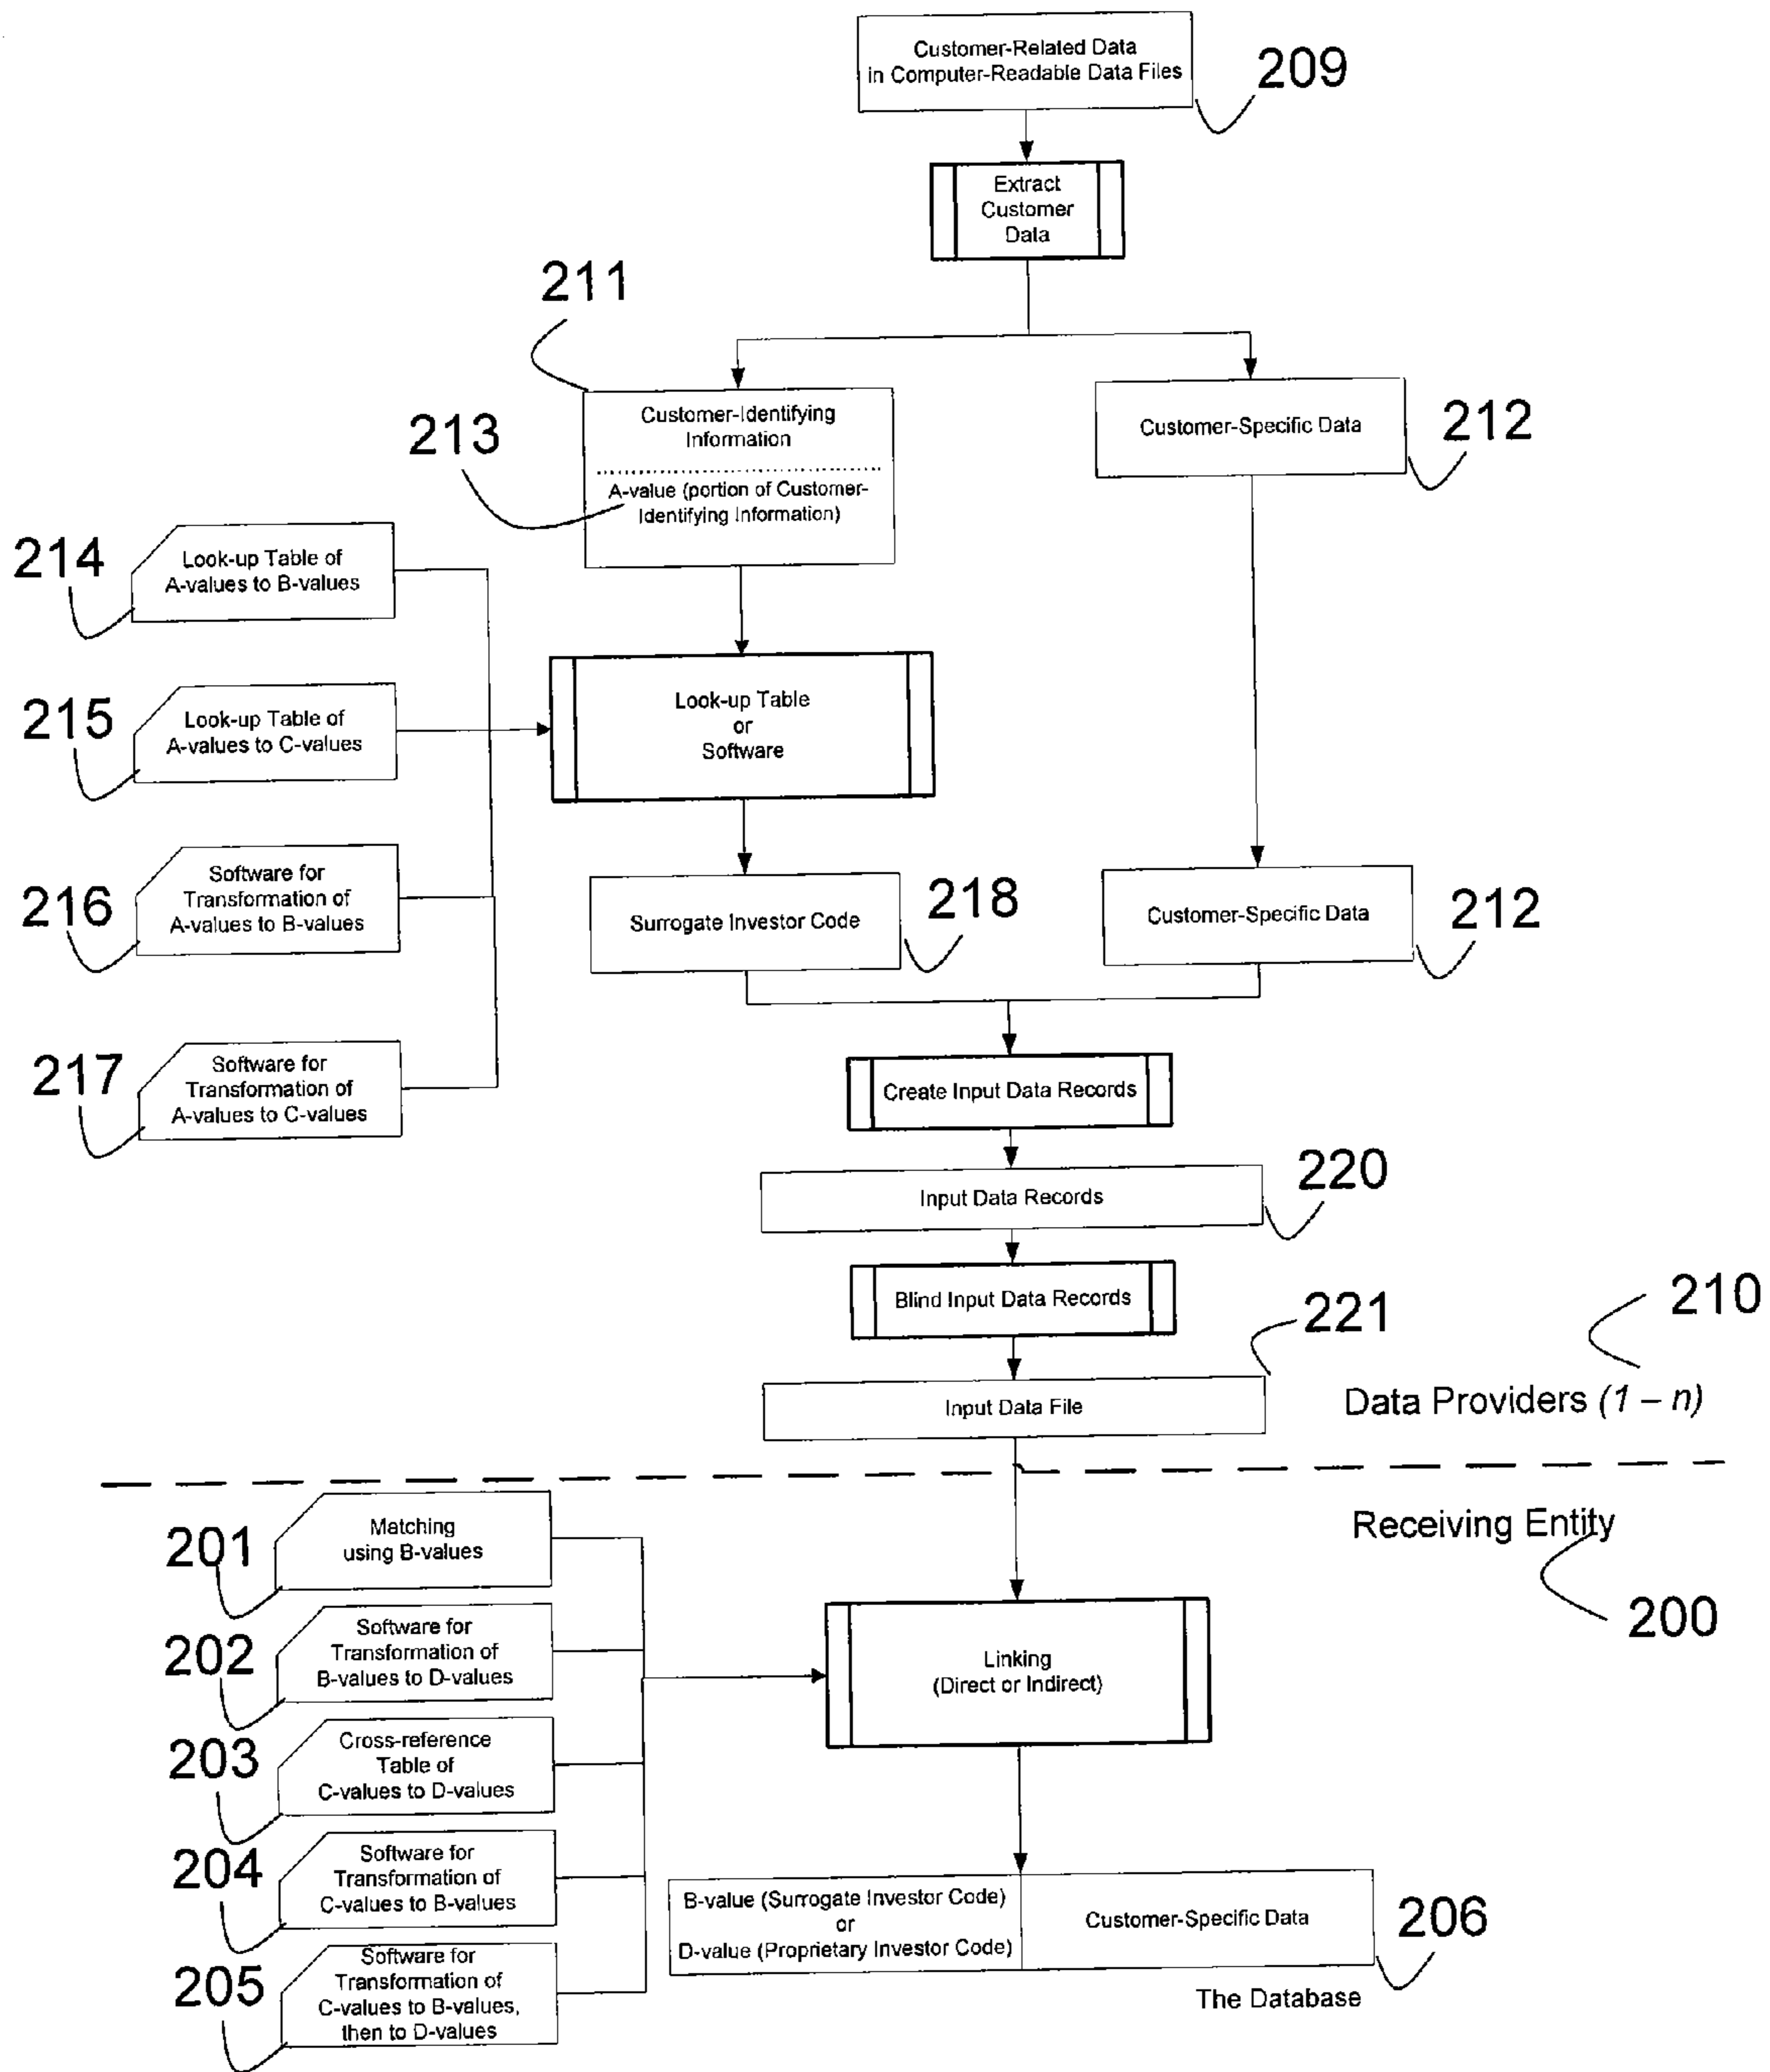 Customer-Related Data
in Computer-Readable Data Files
209
Extract
Customer
Data
211
Customer-Identifying
Information
213
A-value (portion of Customer-
Identifying Information)
Customer-Specific Data
212
214
Look-up Table of
A-values to B-values
215
Look-up Table of
A-values to C-values
Look-up Table
or
Software
216
Software for
Transformation of
A-values to B-values
Surrogate Investor Code
218
Customer-Specific Data
212
217
Software for
Transformation of
A-values to C-values
Create Input Data Records
220
Input Data Records
Blind Input Data Records
221
210
Input Data File
Data Providers (1 – n)
Receiving Entity
200
201
Matching
using B-values
202
Software for
Transformation of
B-values to D-values
Linking
(Direct or Indirect)
203
Cross-reference
Table of
C-values to D-values
204
Software for
Transformation of
C-values to B-values
B-value (Surrogate Investor Code)
or
D-value (Proprietary Investor Code)
Customer-Specific Data
206
205
Software for
Transformation of
C-values to B-values,
then to D-values
The Database